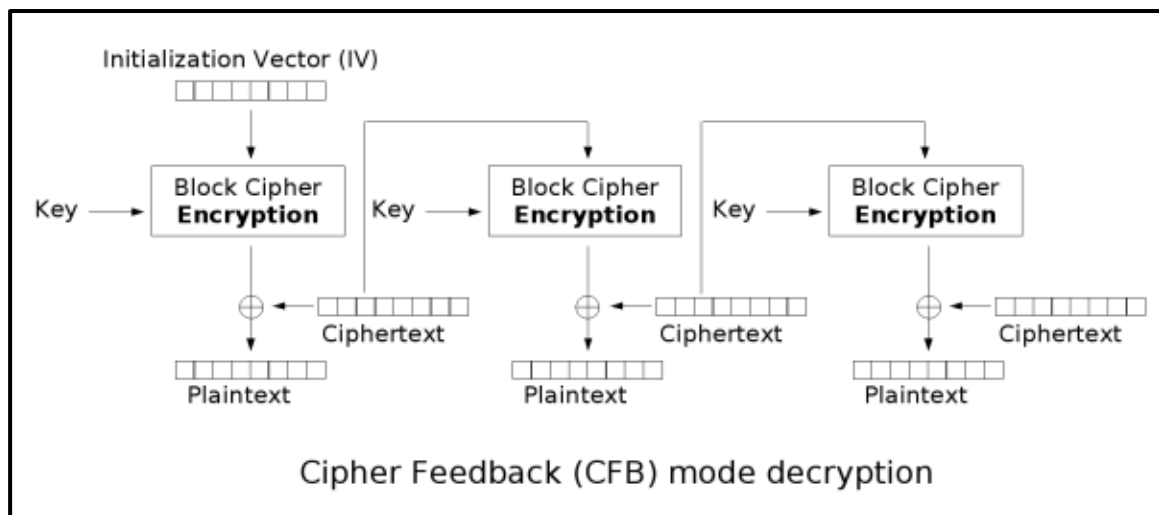 Initialization Vector (IV)
Block Cipher
Encryption
Key
Block Cipher
Encryption
Key
Block Cipher
Encryption
Key
Ciphertext
Ciphertext
Ciphertext
Plaintext
Plaintext
Plaintext
Cipher Feedback (CFB) mode decryption